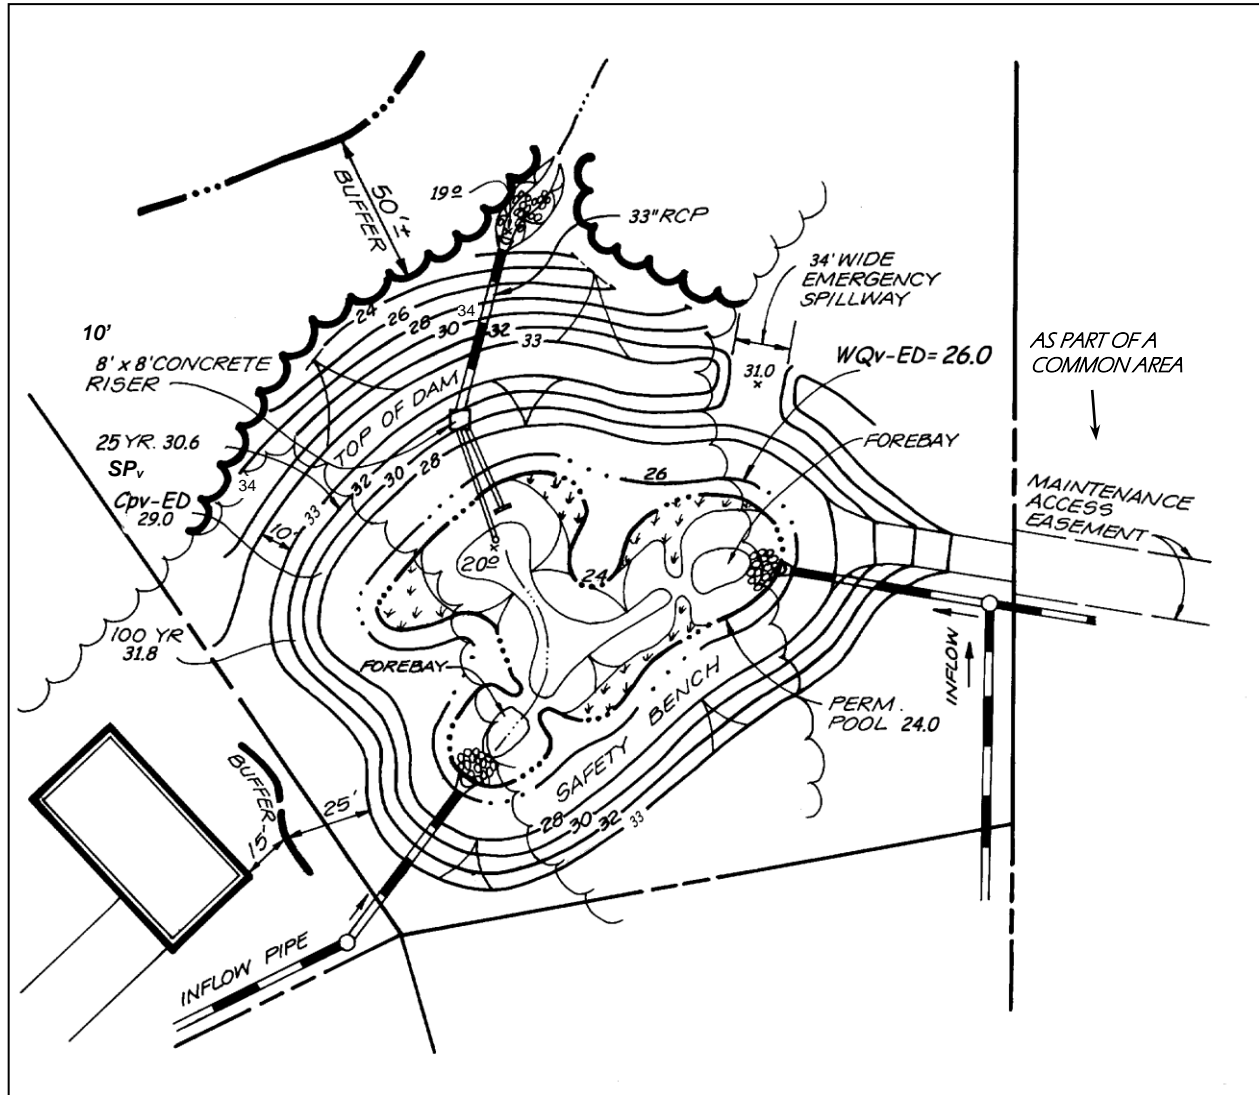 50'±
BUFFER
19º
33"RCP
34' WIDE
EMERGENCY
SPILLWAY
10'
8' x 8' CONCRETE
RISER
24
26
28
30
34
32
33
31.0
x
WQv-ED= 26.0
AS PART OF A
COMMON AREA
TOP OF DAM
FOREBAY
25 YR. 30.6
SPv
Cpv-ED
29.0
34
10'
33
32
30
28
26
MAINTENANCE
ACCESS
EASEMENT
20º
24
100 YR
31.8
FOREBAY
INFLOW
PERM.
POOL 24.0
SAFETY BENCH
BUFFER
15'
25'
28 30 32 33
INFLOW PIPE